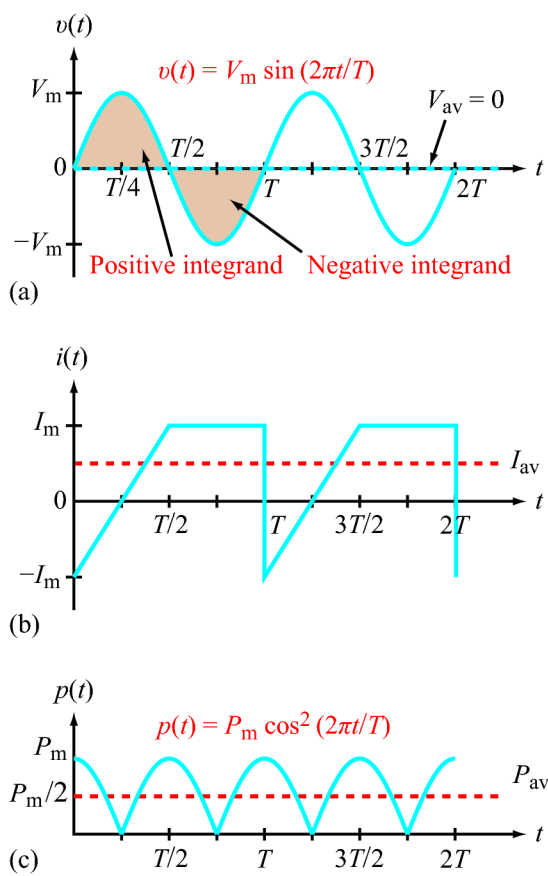 υ(t)
υ(t) = Vm sin (2πt/T)
Vm
Vav = 0
T/2
3T/2
0
t
T/4
T
2T
−Vm
Positive integrand
Negative integrand
(a)
i(t)
Im
Iav
0
t
T/2
T
3T/2
2T
−Im
(b)
p(t)
p(t) = Pm cos² (2πt/T)
Pm
Pm/2
Pav
t
T/2
T
3T/2
2T
(c)